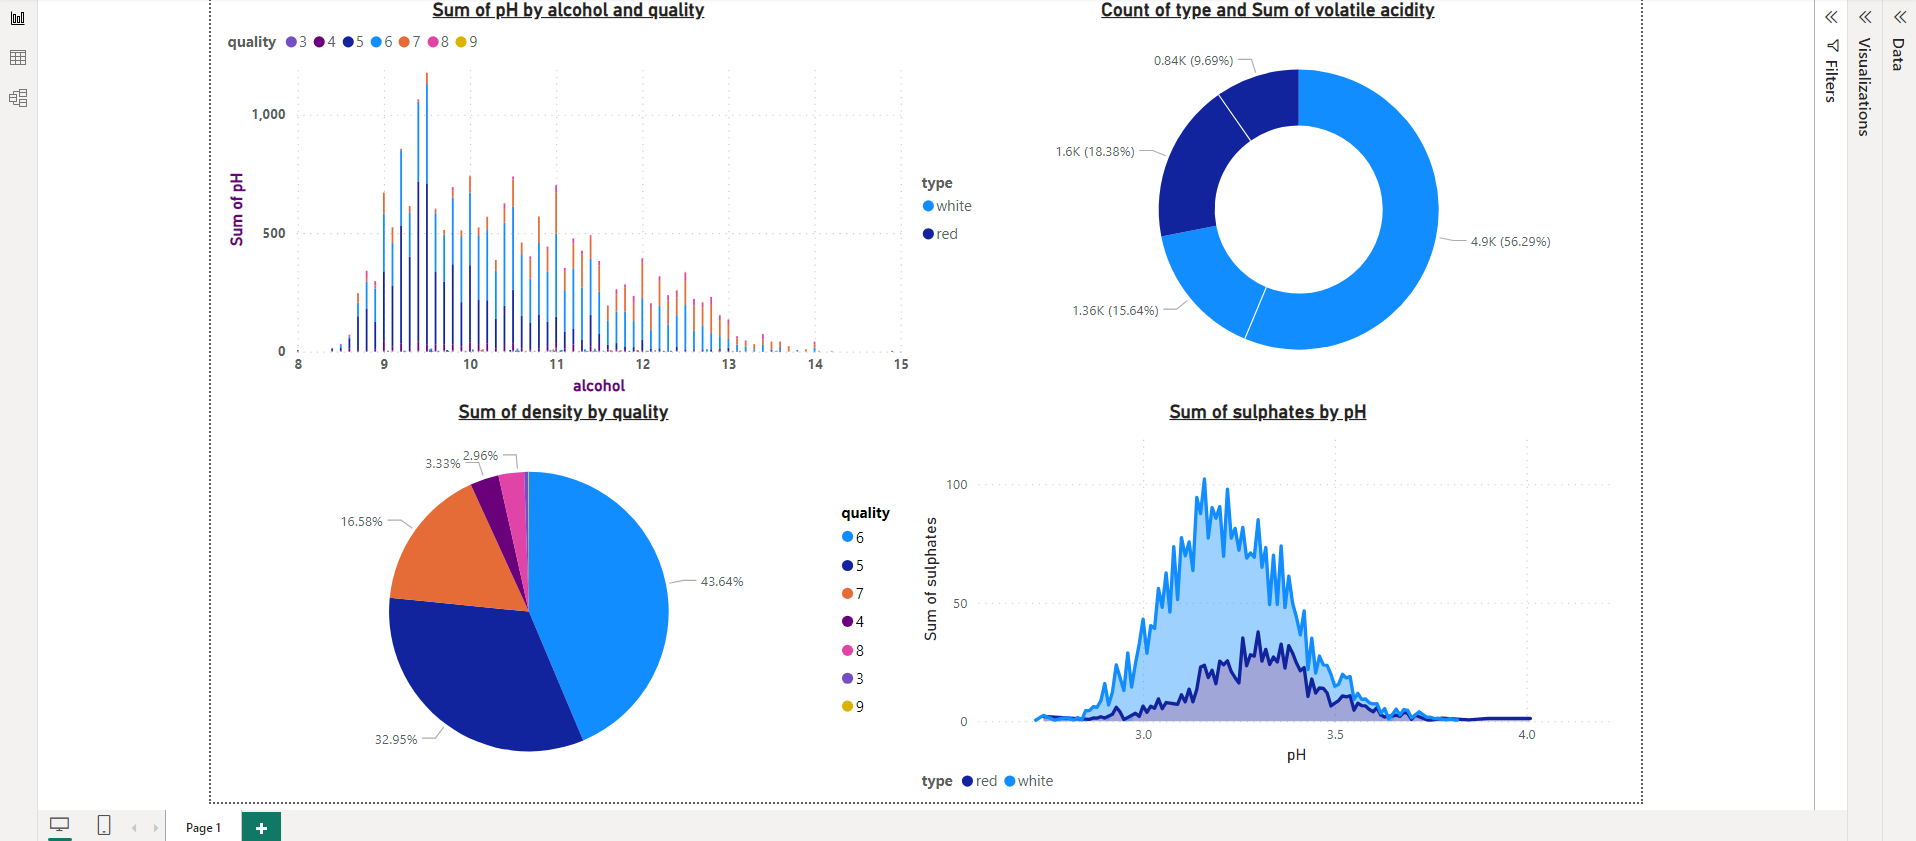 Sum of pH by alcohol and quality
quality 3 4 5 6 7 8 9
1,000
500
0
Sum of pH
8 9 10 11 12 13 14 15
alcohol
Count of type and Sum of volatile acidity
0.84K (9.69%)
1.6K (18.38%)
1.36K (15.64%)
4.9K (56.29%)
type
white
red
Sum of density by quality
2.96%
3.33%
16.58%
43.64%
32.95%
quality
6
5
7
4
8
3
9
Sum of sulphates by pH
100
50
0
Sum of sulphates
3.0 3.5 4.0
pH
type red white
Filters
Visualizations
Data
Page 1